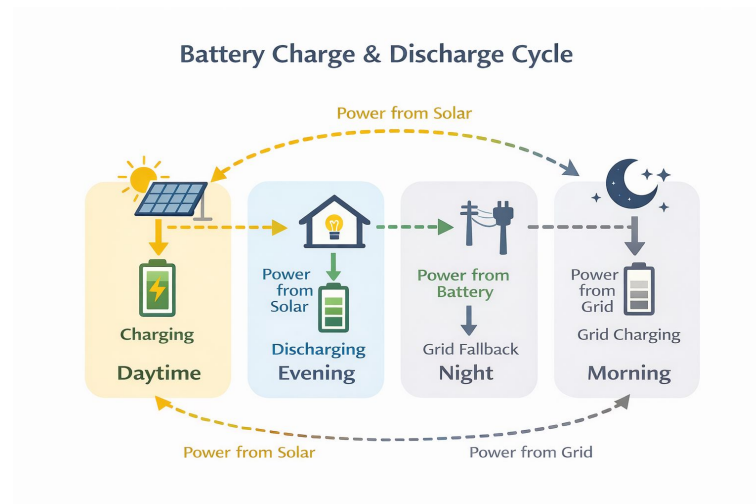 Battery Charge & Discharge Cycle
Power from Solar
Charging
Daytime
Power
from
Solar
Discharging
Evening
Power from
Battery
Grid Fallback
Night
Power
from
Grid
Grid Charging
Morning
Power from Solar
Power from Grid